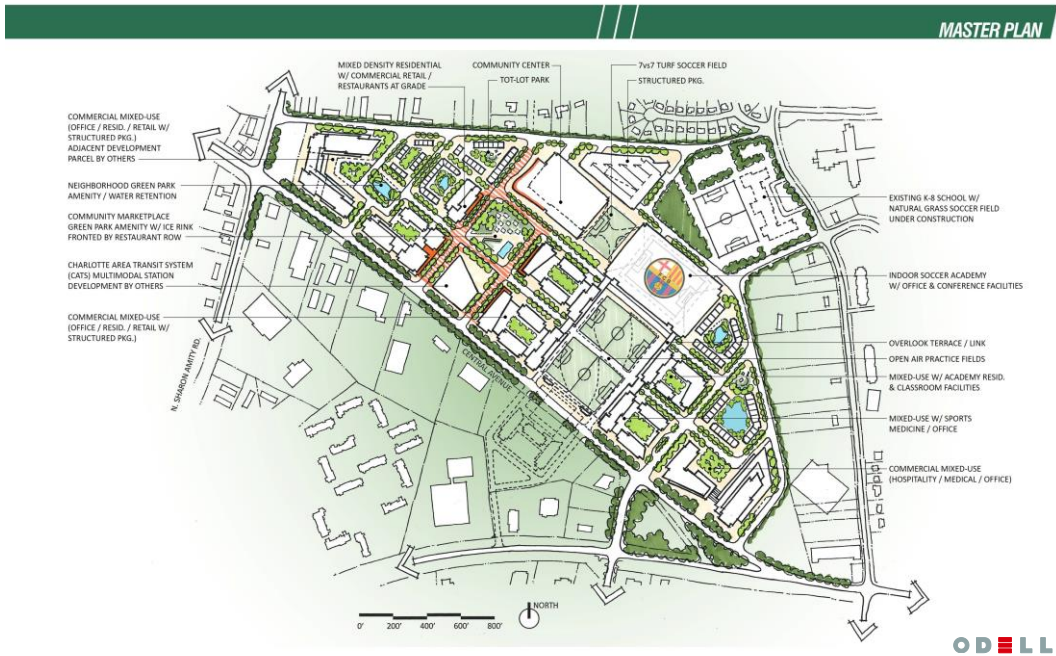 MASTER PLAN
MIXED DENSITY RESIDENTIAL
W/ COMMERCIAL RETAIL /
RESTAURANTS AT GRADE
COMMUNITY CENTER
TOT-LOT PARK
7vs7 TURF SOCCER FIELD
STRUCTURED PKG.
COMMERCIAL MIXED-USE
(OFFICE / RESID. / RETAIL W/
STRUCTURED PKG.)
ADJACENT DEVELOPMENT
PARCEL BY OTHERS
NEIGHBORHOOD GREEN PARK
AMENITY / WATER RETENTION
COMMUNITY MARKETPLACE
GREEN PARK AMENITY W/ ICE RINK
FRONTED BY RESTAURANT ROW
CHARLOTTE AREA TRANSIT SYSTEM
(CATS) MULTIMODAL STATION
DEVELOPMENT BY OTHERS
COMMERCIAL MIXED-USE
(OFFICE / RESID. / RETAIL W/
STRUCTURED PKG.)
N. SHARON AMITY RD.
CENTRAL AVENUE
EXISTING K-8 SCHOOL W/
NATURAL GRASS SOCCER FIELD
UNDER CONSTRUCTION
INDOOR SOCCER ACADEMY
W/ OFFICE & CONFERENCE FACILITIES
OVERLOOK TERRACE / LINK
OPEN AIR PRACTICE FIELDS
MIXED-USE W/ ACADEMY RESID.
& CLASSROOM FACILITIES
MIXED-USE W/ SPORTS
MEDICINE / OFFICE
COMMERCIAL MIXED-USE
(HOSPITALITY / MEDICAL / OFFICE)
0' 200' 400' 600' 800'
NORTH
ODELL